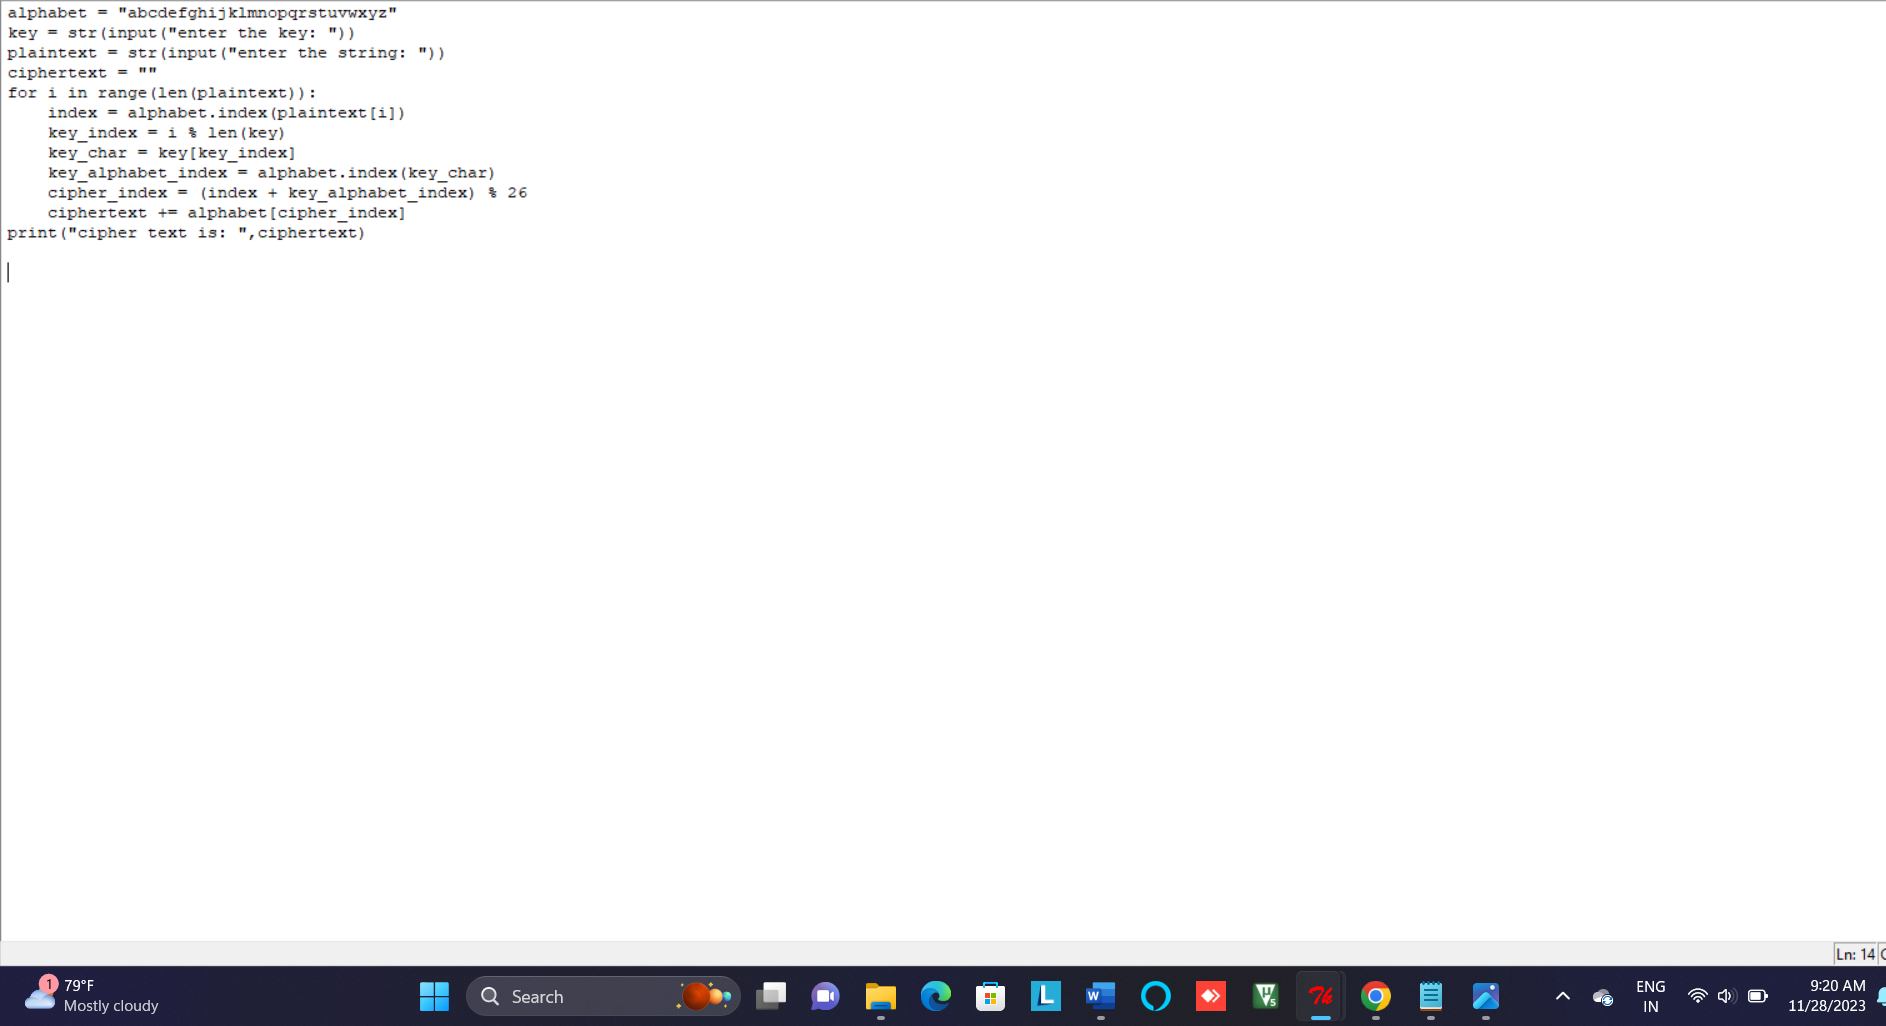 alphabet = "abcdefghijklmnopqrstuvwxyz"
key = str(input("enter the key: "))
plaintext = str(input("enter the string: "))
ciphertext = ""
for i in range(len(plaintext)):
    index = alphabet.index(plaintext[i])
    key_index = i % len(key)
    key_char = key[key_index]
    key_alphabet_index = alphabet.index(key_char)
    cipher_index = (index + key_alphabet_index) % 26
    ciphertext += alphabet[cipher_index]
print("cipher text is: ",ciphertext)
Ln: 14
1
79°F
Mostly cloudy
Search
L
W
V5
7k
ENG
IN
9:20 AM
11/28/2023